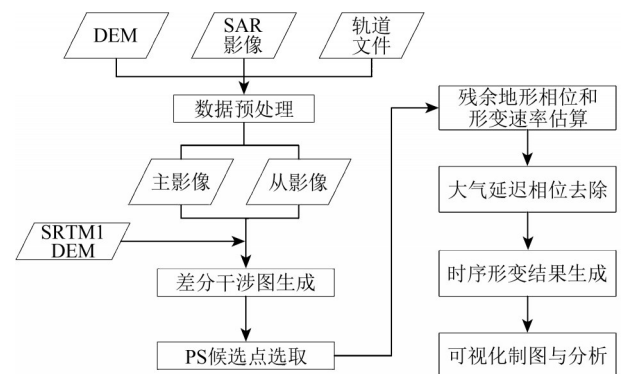 DEM
SAR
影像
轨道
文件
数据预处理
主影像
从影像
SRTM1
DEM
差分干涉图生成
PS候选点选取
残余地形相位和
形变速率估算
大气延迟相位去除
时序形变结果生成
可视化制图与分析